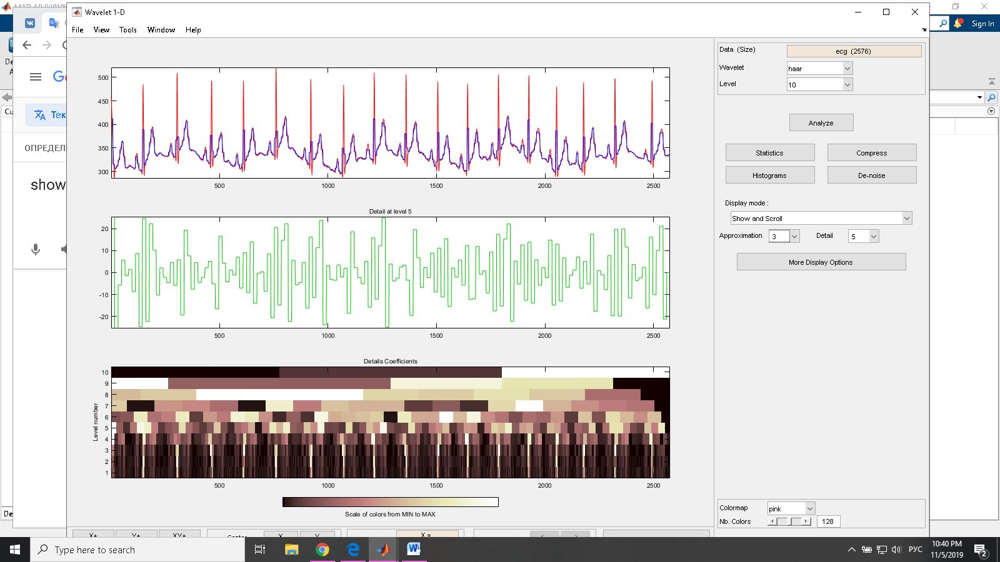 Wavelet 1-D
File View Tools Window Help
Sign In
Data (Size) ecg (2576)
Wavelet haar
Level 10
Analyze
Statistics Compress
Histograms De-noise
Display mode :
Show and Scroll
Approximation 3 Detail 5
More Display Options
500
450
400
350
300
500 1000 1500 2000 2500
Detail at level 5
20
10
0
-10
-20
500 1000 1500 2000 2500
Details Coefficients
Level number
10
9
8
7
6
5
4
3
2
1
500 1000 1500 2000 2500
Scale of colors from MIN to MAX
Colormap pink
Nb. Colors 128
X+ Y+ XY+ Center X Y X =
ОПРЕДЕЛ
show
Type here to search
РУС
10:40 PM
11/5/2019
2